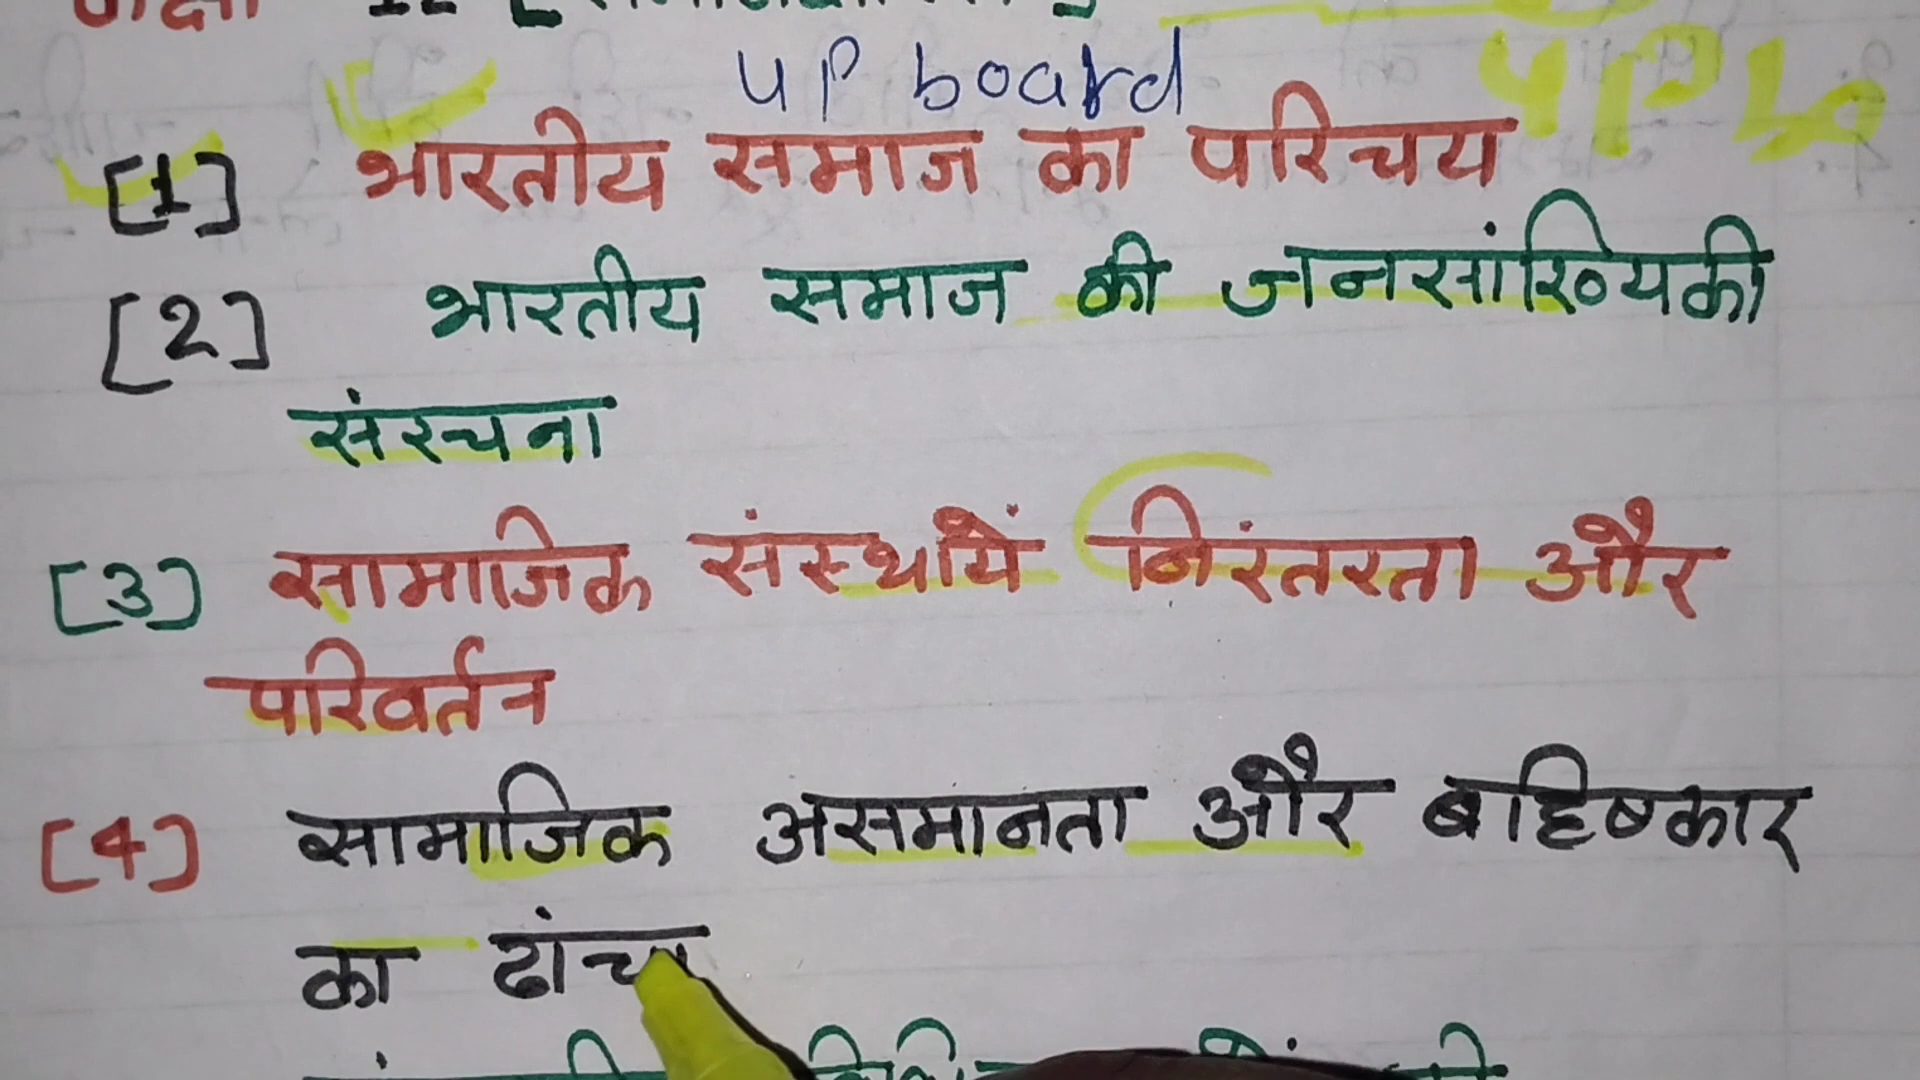 UP board
UPb
[1] भारतीय समाज का परिचय
[2] भारतीय समाज की जनसांख्यिकी
संरचना
[3] सामाजिक संस्थायें निरंतरता और
परिवर्तन
[4] सामाजिक असमानता और बहिष्कार
का ढांचा